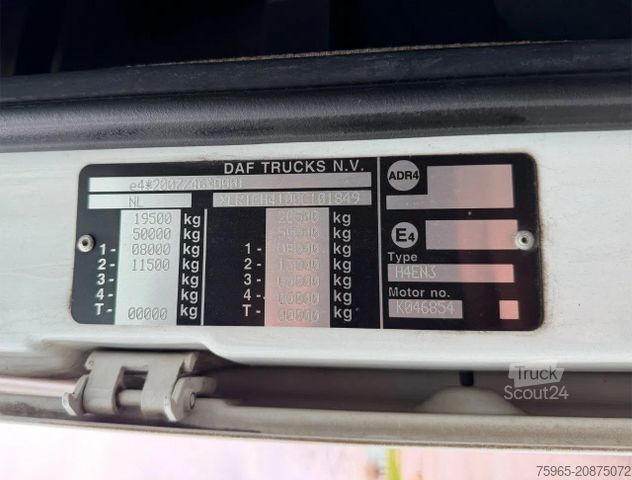 DAF TRUCKS N.V.
NL
19500 kg kg
50000 kg kg
1- 08000 kg 1- kg
2- 11500 kg 2- kg
3- kg 3- kg
4- kg 4- kg
T- 00000 kg T- kg
ADR4
E4
Type
H4EN3
Motor no.
K046854
Truck
Scout24
75965-20875072